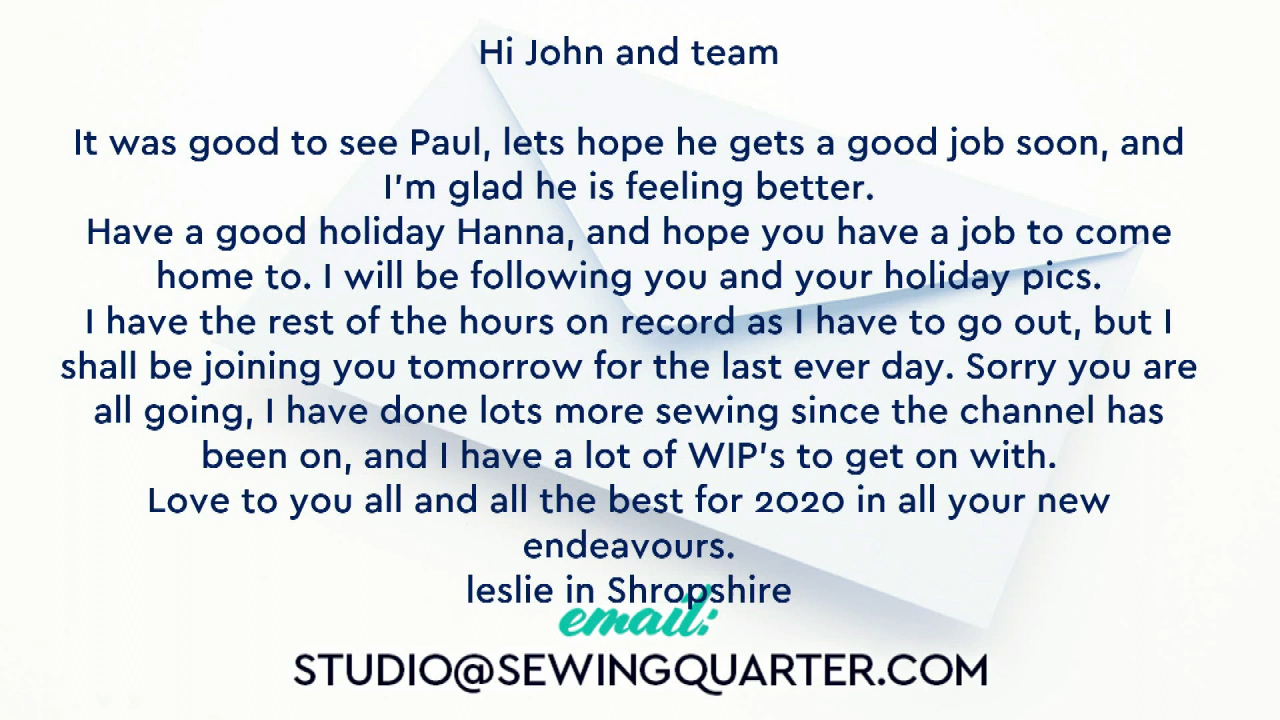 Hi John and team
It was good to see Paul, lets hope he gets a good job soon, and
I'm glad he is feeling better.
Have a good holiday Hanna, and hope you have a job to come
home to. I will be following you and your holiday pics.
I have the rest of the hours on record as I have to go out, but I
shall be joining you tomorrow for the last ever day. Sorry you are
all going, I have done lots more sewing since the channel has
been on, and I have a lot of WIP's to get on with.
Love to you all and all the best for 2020 in all your new
endeavours.
leslie in Shropshire
email:
STUDIO@SEWINGQUARTER.COM